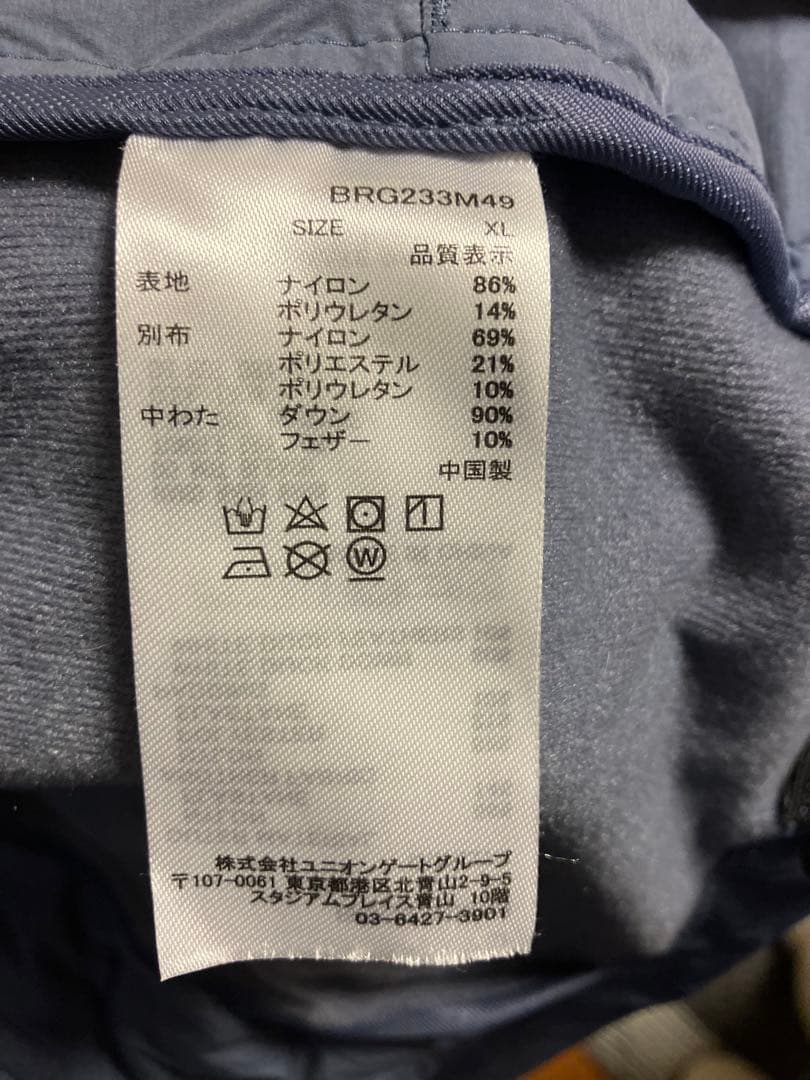 BRG233M49
SIZE XL
品質表示
表地 ナイロン 86%
ポリウレタン 14%
別布 ナイロン 69%
ポリエステル 21%
ポリウレタン 10%
中わた ダウン 90%
フェザー 10%
中国製
W
株式会社ユニオンゲートグループ
〒107-0061 東京都港区北青山2-9-5
スタジアムプレイス青山 10階
03-6427-3901